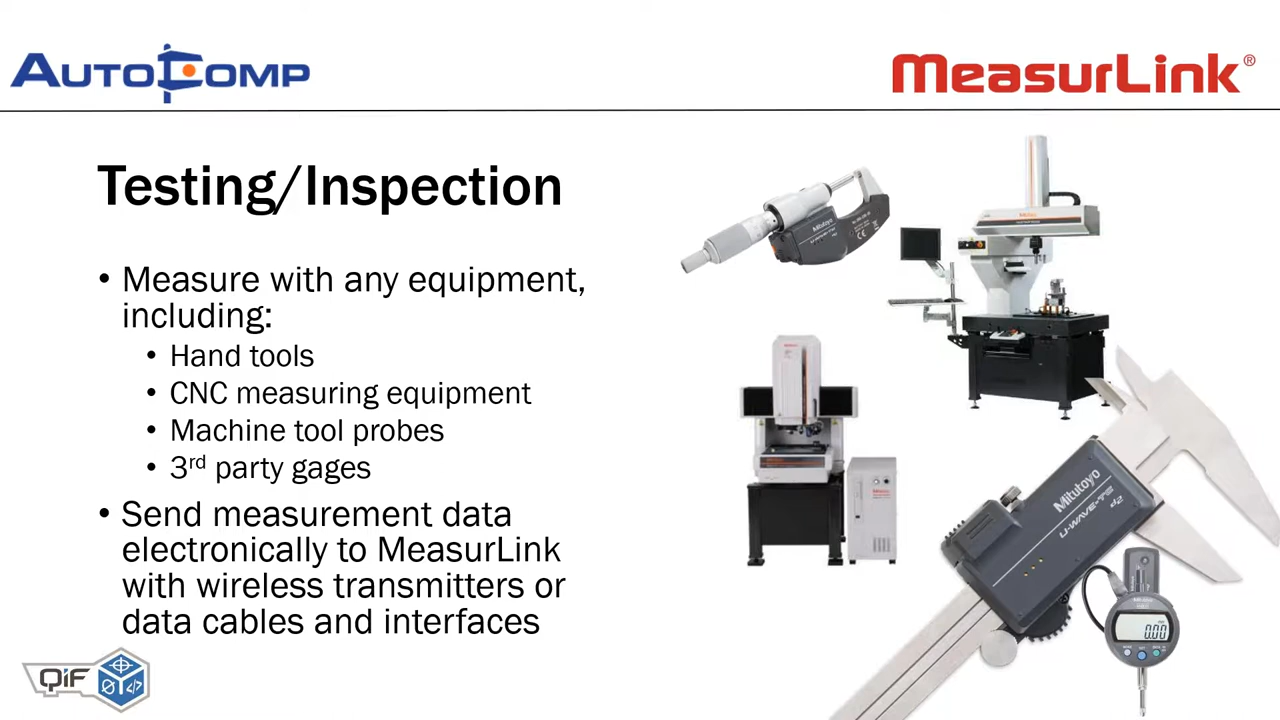 AUTOCOMP
MeasurLink®
Testing/Inspection
• Measure with any equipment,
including:
• Hand tools
• CNC measuring equipment
• Machine tool probes
• 3rd party gages
• Send measurement data
electronically to MeasurLink
with wireless transmitters or
data cables and interfaces
QiF
Mitutoyo
Mitutoyo
U-WAVE-TC
0.00